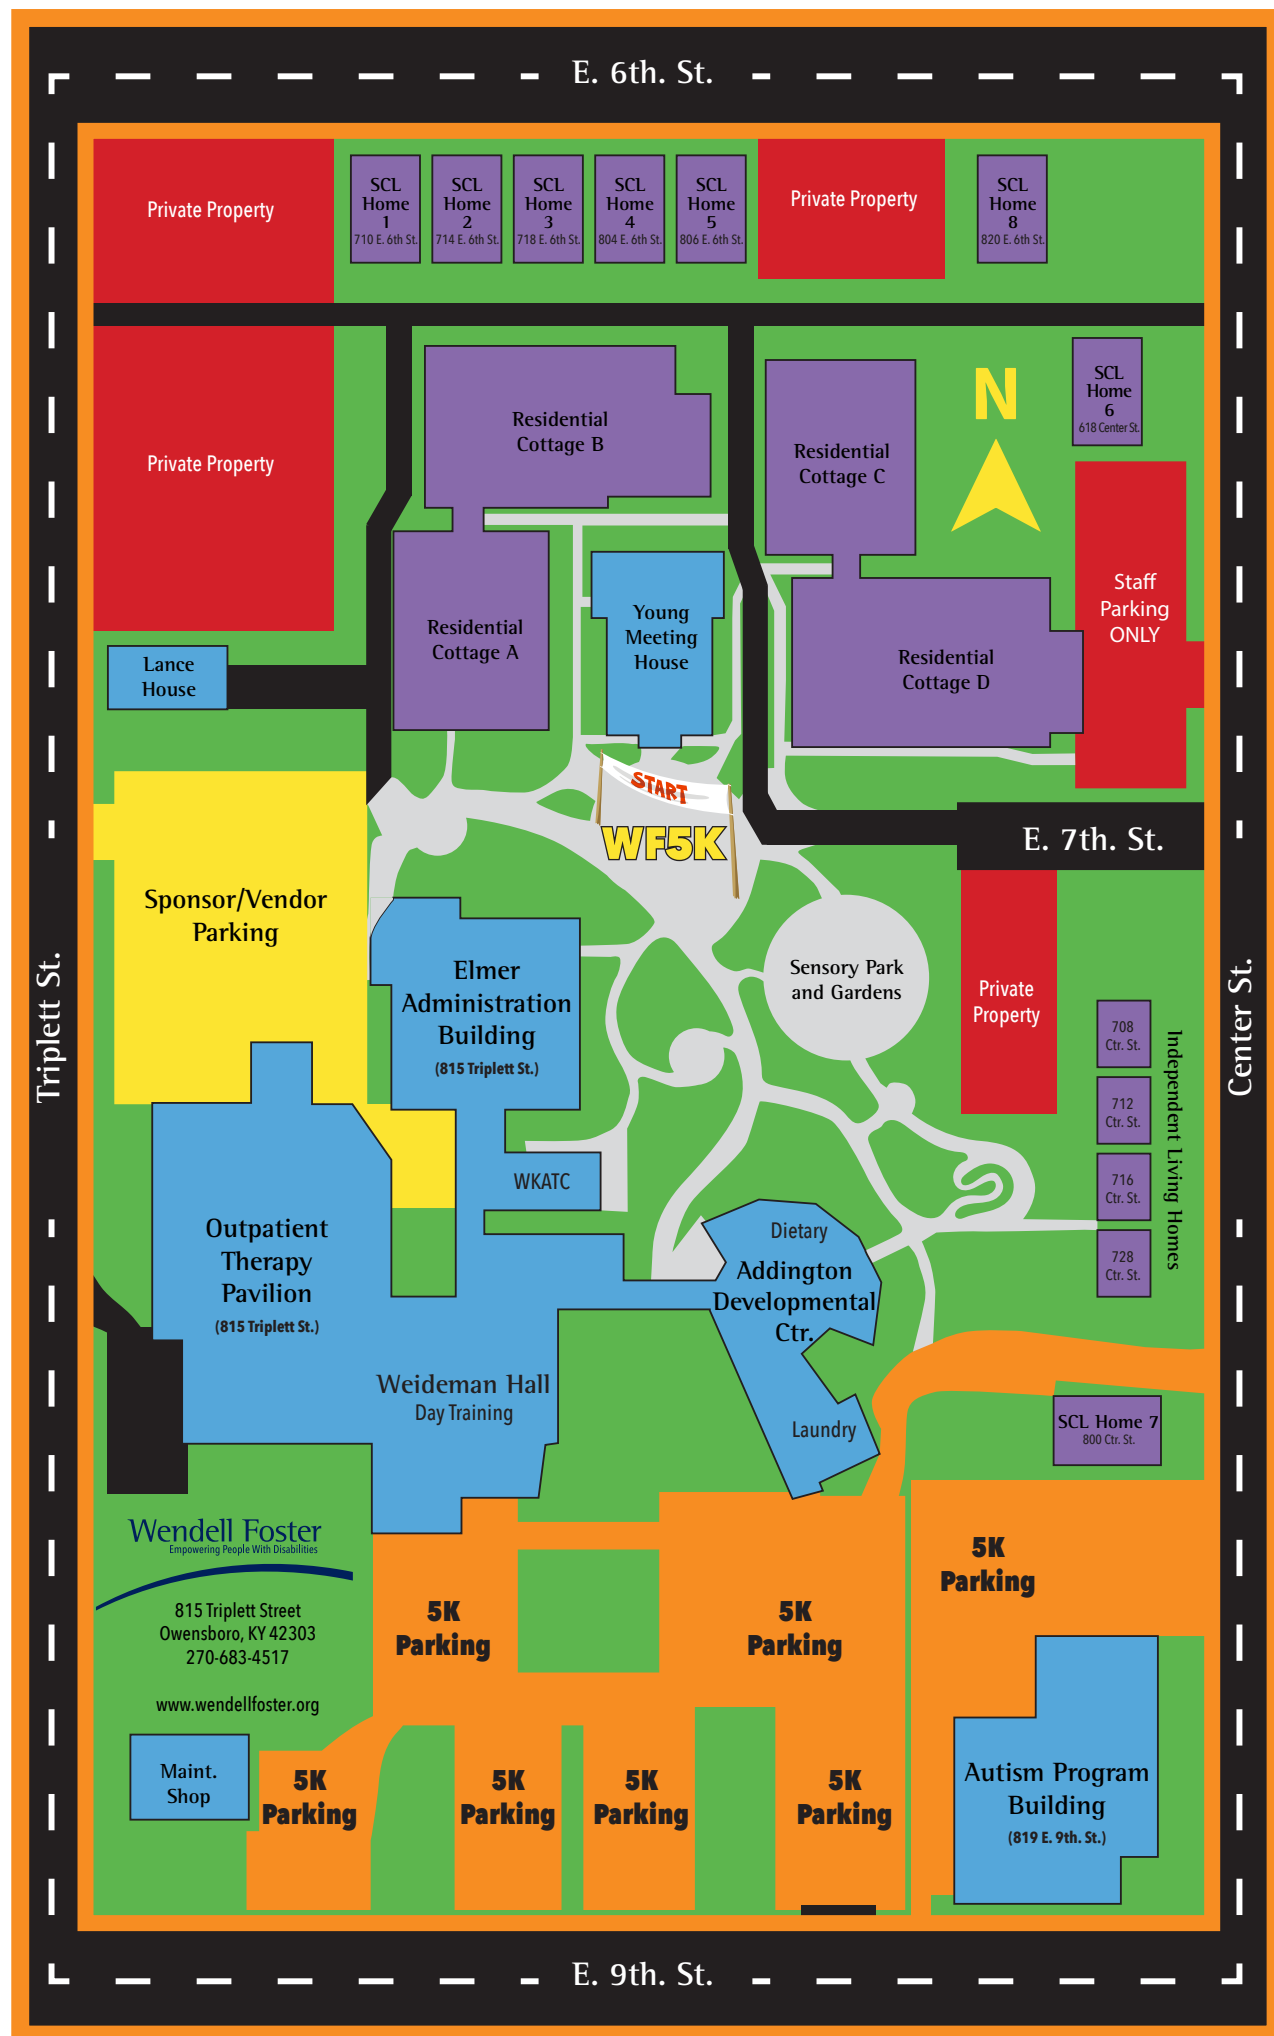 E. 6th. St.
Private Property
SCL
Home
1
710 E. 6th St.
SCL
Home
2
714 E. 6th St.
SCL
Home
3
718 E. 6th St.
SCL
Home
4
804 E. 6th St.
SCL
Home
5
806 E. 6th St.
Private Property
SCL
Home
8
820 E. 6th St.
Private Property
Residential
Cottage B
Residential
Cottage C
N
SCL
Home
6
618 Center St.
Staff
Parking
ONLY
Lance
House
Residential
Cottage A
Young
Meeting
House
Residential
Cottage D
START
WF5K
E. 7th. St.
Sponsor/Vendor
Parking
Triplett St.
Elmer
Administration
Building
(815 Triplett St.)
Sensory Park
and Gardens
Private
Property
Center St.
708
Ctr. St.
712
Ctr. St.
716
Ctr. St.
728
Ctr. St.
Independent Living Homes
WKATC
Outpatient
Therapy
Pavilion
(815 Triplett St.)
Dietary
Addington
Developmental
Ctr.
Laundry
Weideman Hall
Day Training
SCL Home 7
800 Ctr. St.
Wendell Foster
Empowering People With Disabilities
815 Triplett Street
Owensboro, KY 42303
270-683-4517
www.wendellfoster.org
5K
Parking
5K
Parking
5K
Parking
Maint.
Shop
5K
Parking
5K
Parking
5K
Parking
5K
Parking
Autism Program
Building
(819 E. 9th. St.)
E. 9th. St.